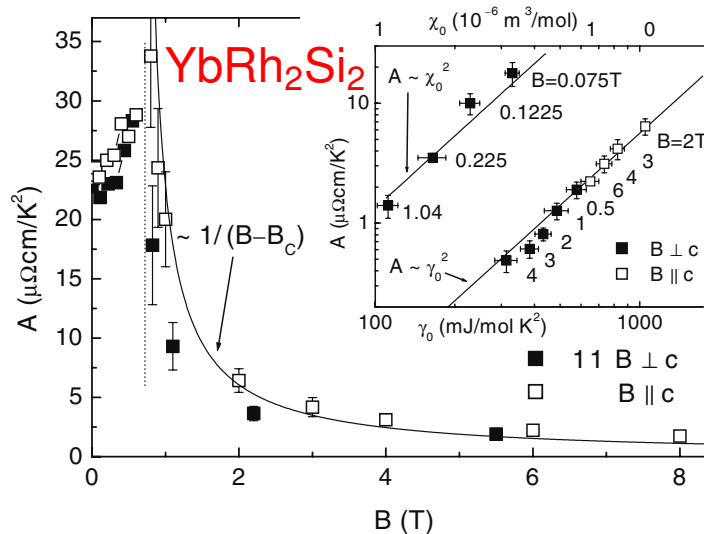 χ₀ (10⁻⁶ m³/mol)
1 1 0
YbRh₂Si₂
A ~ χ₀²
B=0.075T
0.1225
0.225
1.04
B=2T
3
4
6
0.5
1
2
3
4
A ~ γ₀²
B ⊥ c
B ∥ c
A (μΩcm/K²)
10
1
100 1000
γ₀ (mJ/mol K²)
~ 1/(B−B_C)
11 B ⊥ c
B ∥ c
A (μΩcm/K²)
35
30
25
20
15
10
5
0
0 2 4 6 8
B (T)